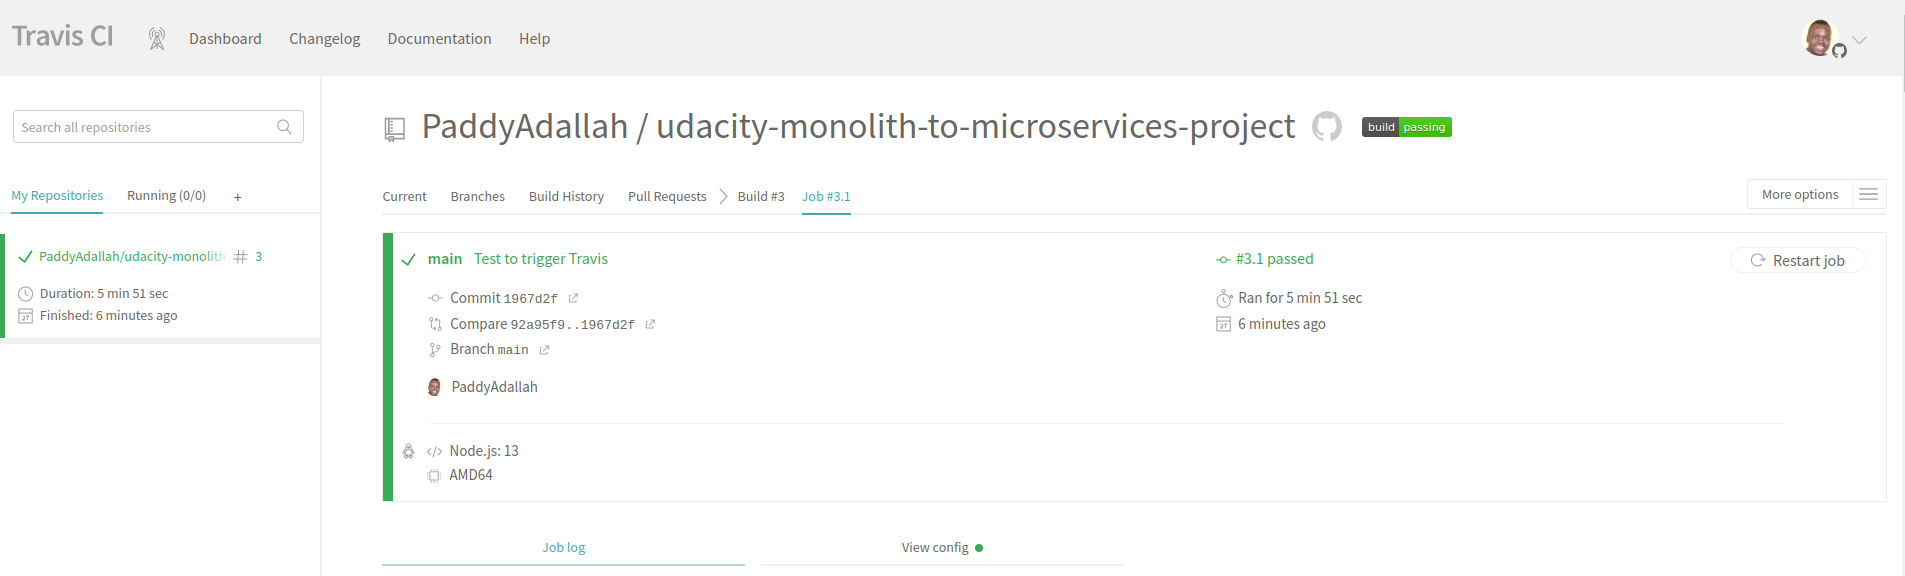 Travis CI Dashboard Changelog Documentation Help
Search all repositories
My Repositories Running (0/0) +
PaddyAdallah/udacity-monolith # 3
Duration: 5 min 51 sec
Finished: 6 minutes ago
PaddyAdallah / udacity-monolith-to-microservices-project build passing
Current Branches Build History Pull Requests Build #3 Job #3.1 More options
main Test to trigger Travis #3.1 passed Restart job
Commit 1967d2f Ran for 5 min 51 sec
Compare 92a95f9..1967d2f 6 minutes ago
Branch main
PaddyAdallah
Node.js: 13
AMD64
Job log View config